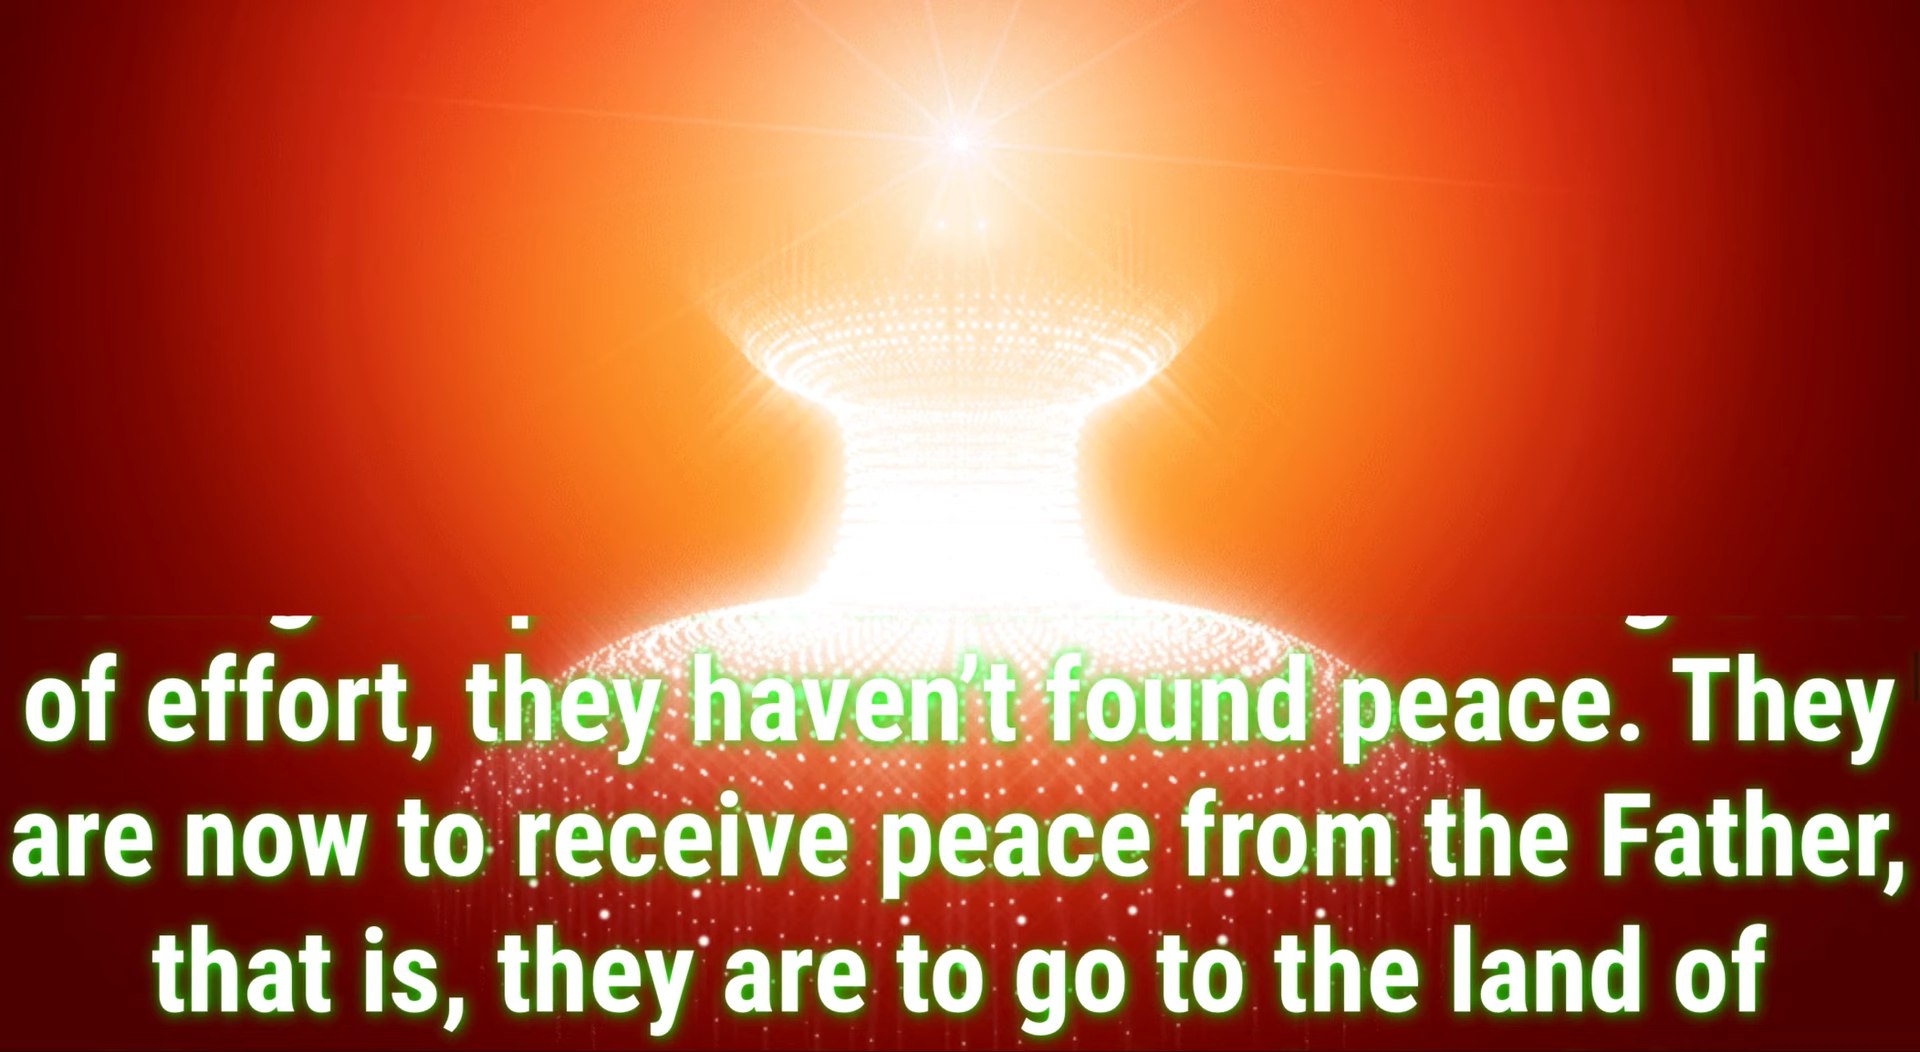 of effort, they haven’t found peace. They
are now to receive peace from the Father,
that is, they are to go to the land of